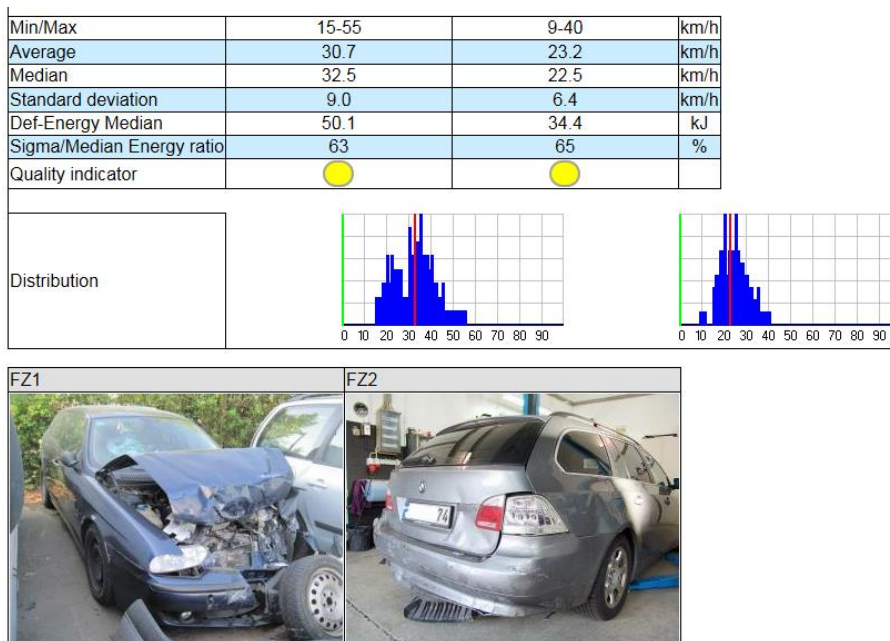 Min/Max 15-55 9-40 km/h
Average 30.7 23.2 km/h
Median 32.5 22.5 km/h
Standard deviation 9.0 6.4 km/h
Def-Energy Median 50.1 34.4 kJ
Sigma/Median Energy ratio 63 65 %
Quality indicator
Distribution
0 10 20 30 40 50 60 70 80 90 0 10 20 30 40 50 60 70 80 90
FZ1 FZ2
74